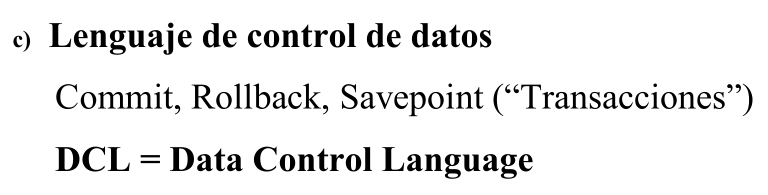 c) Lenguaje de control de datos
Commit, Rollback, Savepoint (“Transacciones”)
DCL = Data Control Language